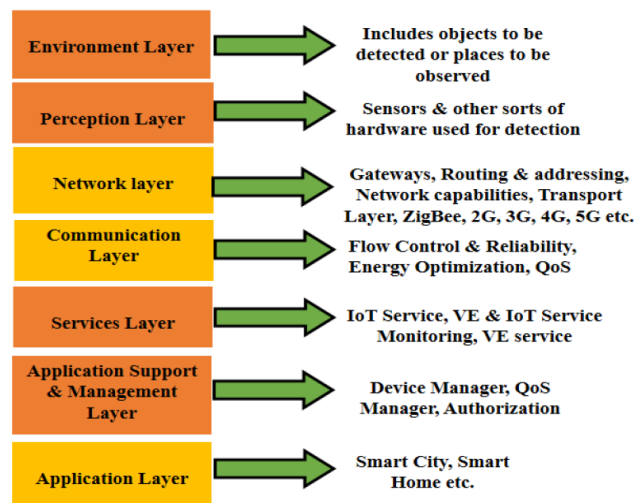 Environment Layer
Includes objects to be
detected or places to be
observed
Perception Layer
Sensors & other sorts of
hardware used for detection
Network layer
Gateways, Routing & addressing,
Network capabilities, Transport
Layer, ZigBee, 2G, 3G, 4G, 5G etc.
Communication
Layer
Flow Control & Reliability,
Energy Optimization, QoS
Services Layer
IoT Service, VE & IoT Service
Monitoring, VE service
Application Support
& Management
Layer
Device Manager, QoS
Manager, Authorization
Application Layer
Smart City, Smart
Home etc.